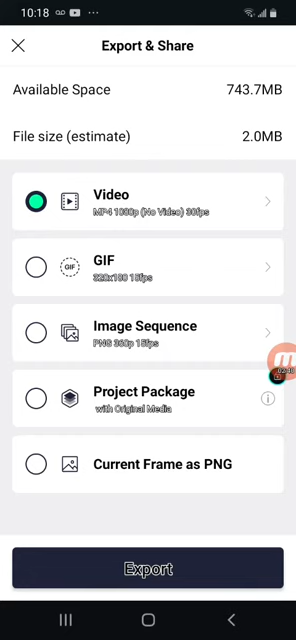 10:18
Export & Share
Available Space 743.7MB
File size (estimate) 2.0MB
Video
MP4 1080p (No Video) 30fps
GIF
GIF
320x180 15fps
Image Sequence
PNG 360p 15fps
Project Package
with Original Media
Current Frame as PNG
Export